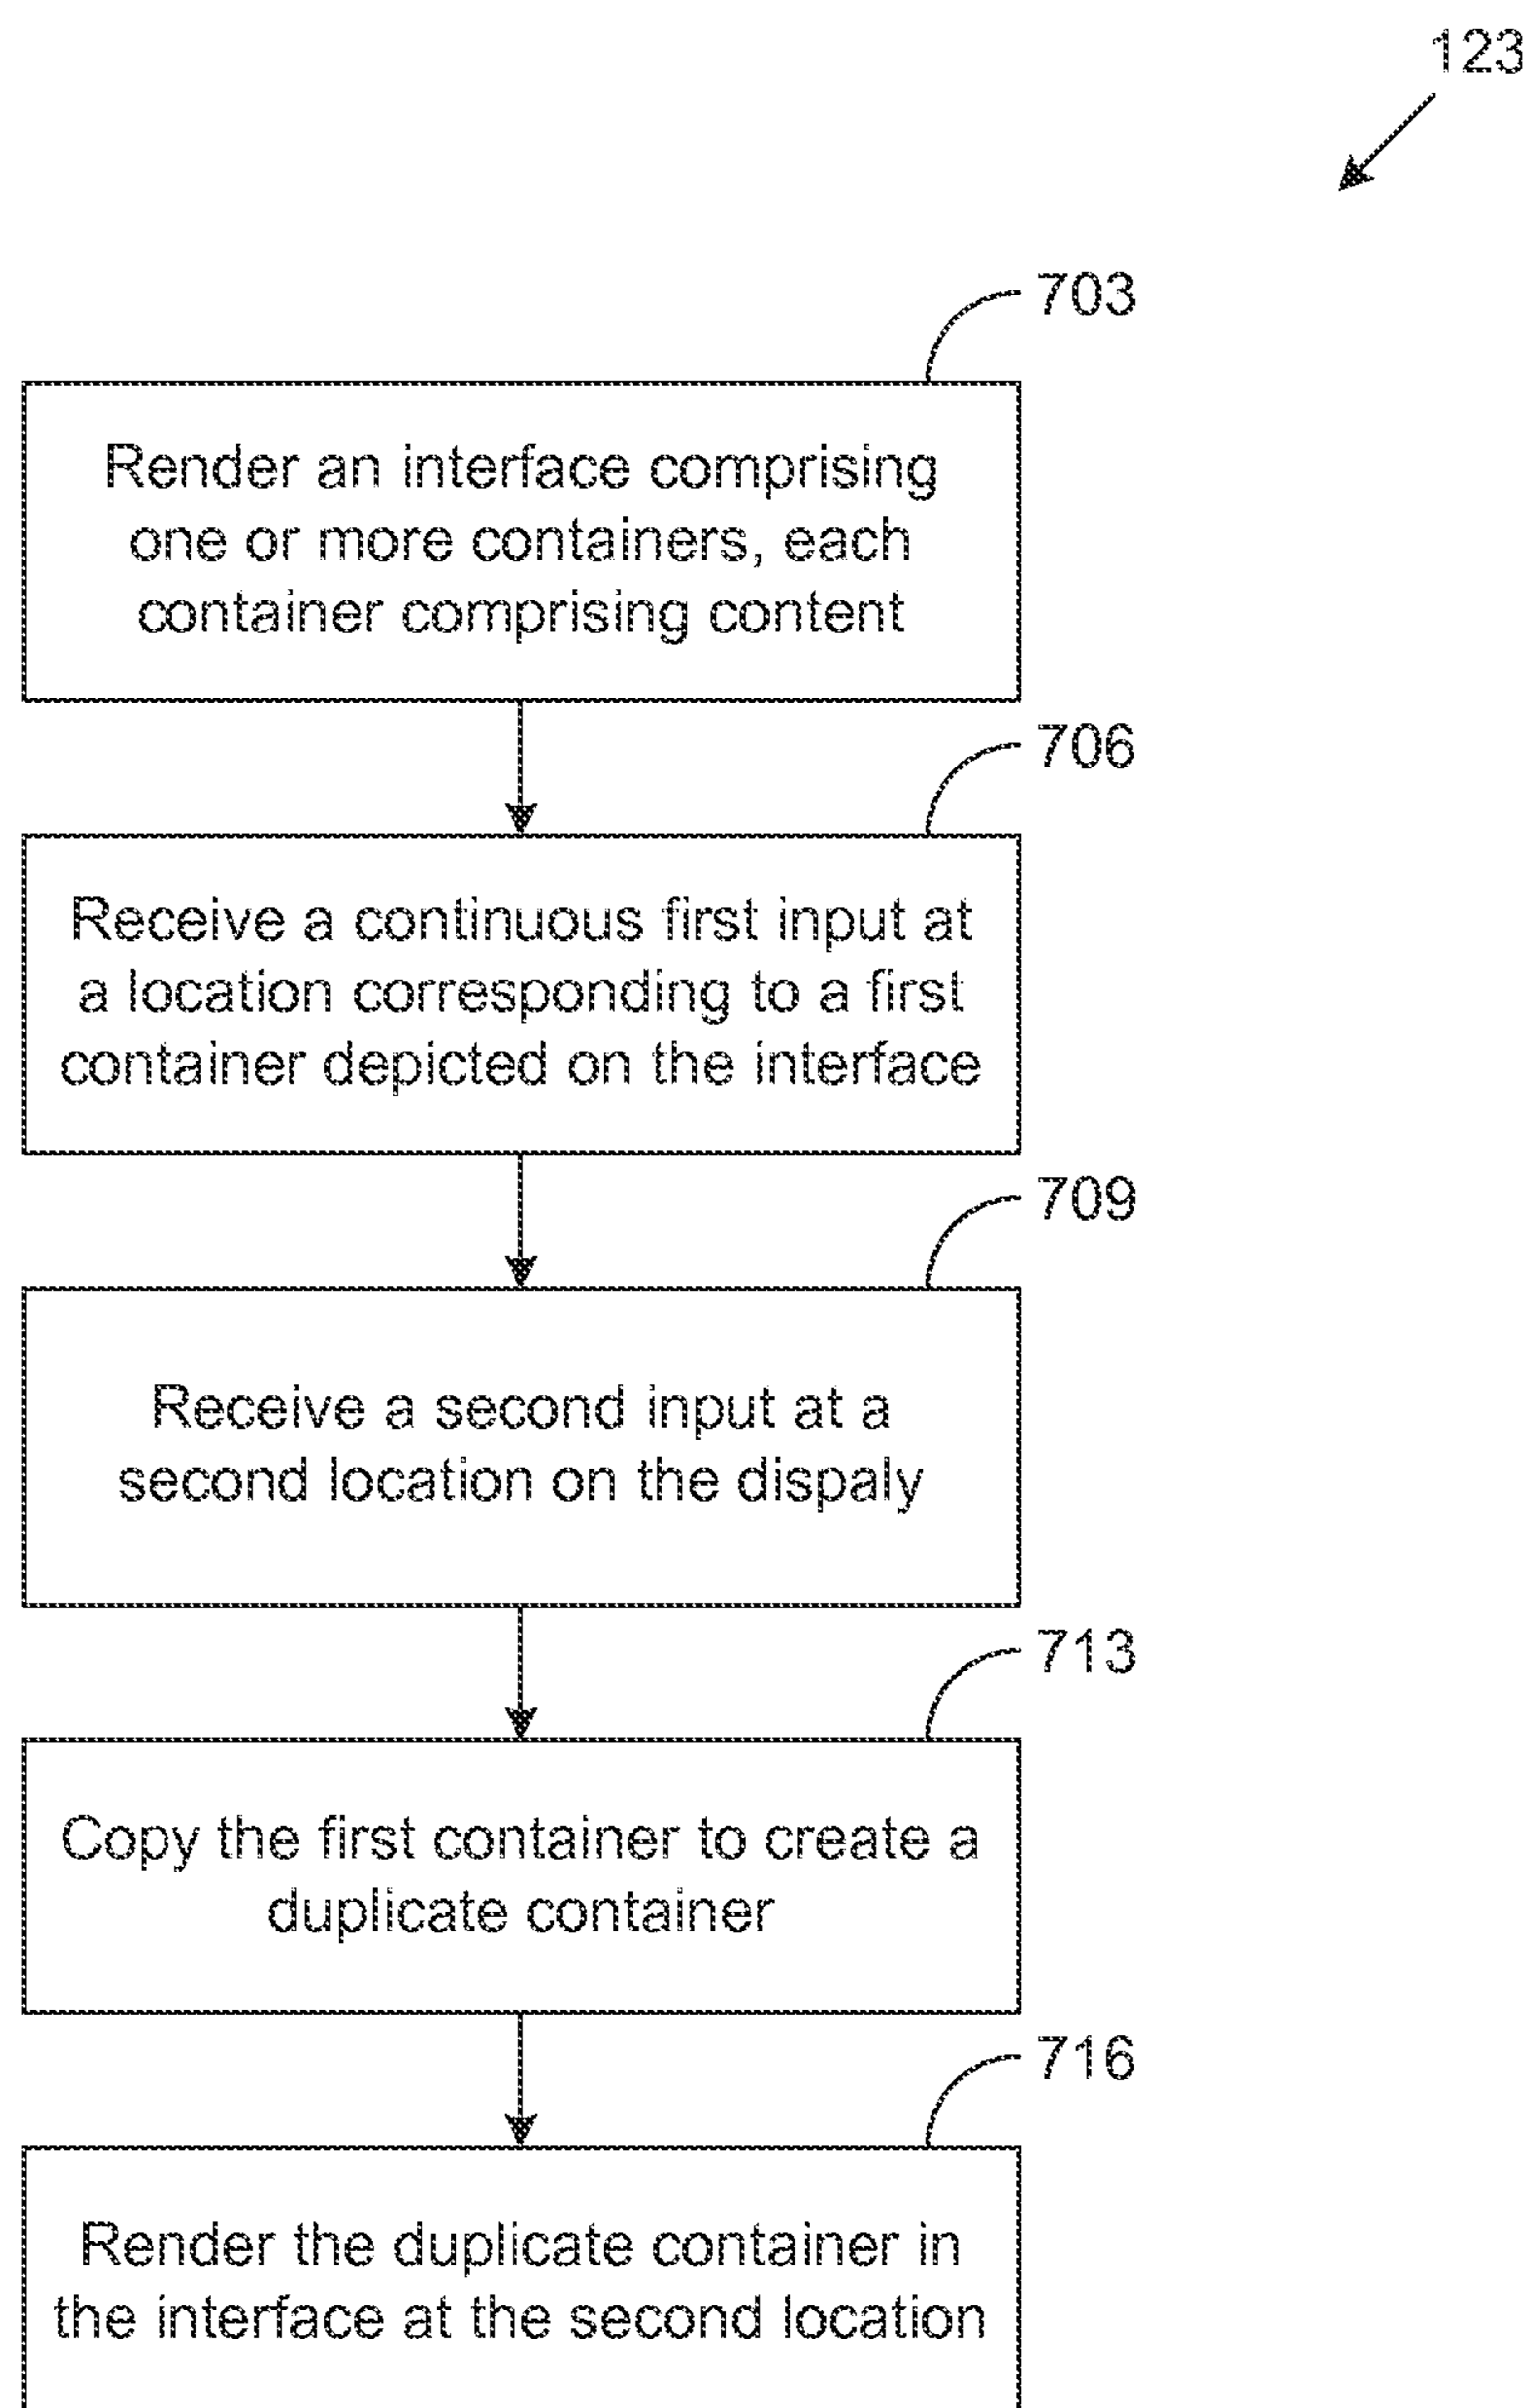 123
703
Render an interface comprising
one or more containers, each
container comprising content
706
Receive a continuous first input at
a location corresponding to a first
container depicted on the interface
709
Receive a second input at a
second location on the dispaly
713
Copy the first container to create a
duplicate container
716
Render the duplicate container in
the interface at the second location